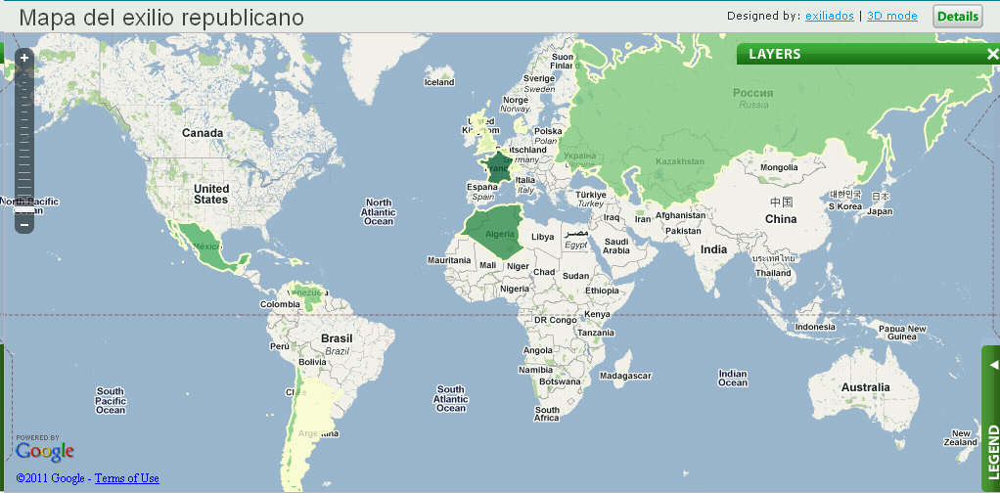 Mapa del exilio republicano
Designed by: exiliados | 3D mode
Details
LAYERS
Iceland
Suomi
Finland
Sverige
Sweden
Norge
Norway
Россия
Russia
Canada
United
Kingdom
Polska
Polan
Deutschland
Germany
Україна
Ukraine
Kazakhstan
Mongolia
France
United
States
España
Spain
Italia
Italy
Türkiye
Turkey
中国
China
대한민국
S Korea
日本
Japan
North Pacific
Ocean
North
Atlantic
Ocean
Iraq
Iran
Afghanistan
Pakistan
Algeria
Libya
مصر
Egypt
Saudi
Arabia
India
México
Mauritania
Mali
Niger
Chad
Sudan
ประเทศไทย
Thailand
Venezuela
Colombia
Nigeria
Ethiopia
Kenya
DR Congo
Tanzania
Indonesia
Papua New
Guinea
Brasil
Brazil
Perú
Bolivia
Angola
Namibia
Botswana
Madagascar
Indian
Ocean
South
Pacific
Ocean
South
Atlantic
Ocean
Australia
South
Africa
Argentina
New
Zealand
LEGEND
POWERED BY
Google
©2011 Google - Terms of Use